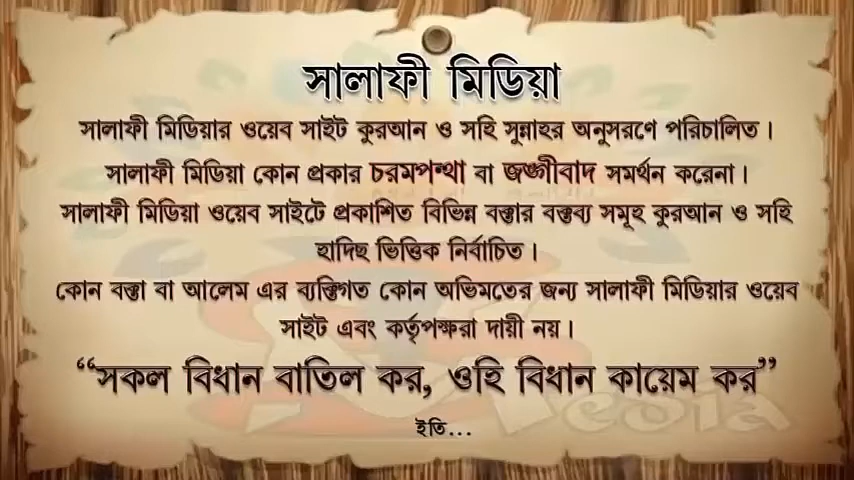 সালাফী মিডিয়া
সালাফী মিডিয়ার ওয়েব সাইট কুরআন ও সহি সুন্নাহর অনুসরণে পরিচালিত।
সালাফী মিডিয়া কোন প্রকার চরমপন্থা বা জঙ্গীবাদ সমর্থন করেনা।
সালাফী মিডিয়া ওয়েব সাইটে প্রকাশিত বিভিন্ন বক্তার বক্তব্য সমূহ কুরআন ও সহি
হাদিছ ভিত্তিক নির্বাচিত।
কোন বক্তা বা আলেম এর ব্যক্তিগত কোন অভিমতের জন্য সালাফী মিডিয়ার ওয়েব
সাইট এবং কর্তৃপক্ষরা দায়ী নয়।
“সকল বিধান বাতিল কর, ওহি বিধান কায়েম কর”
ইতি...